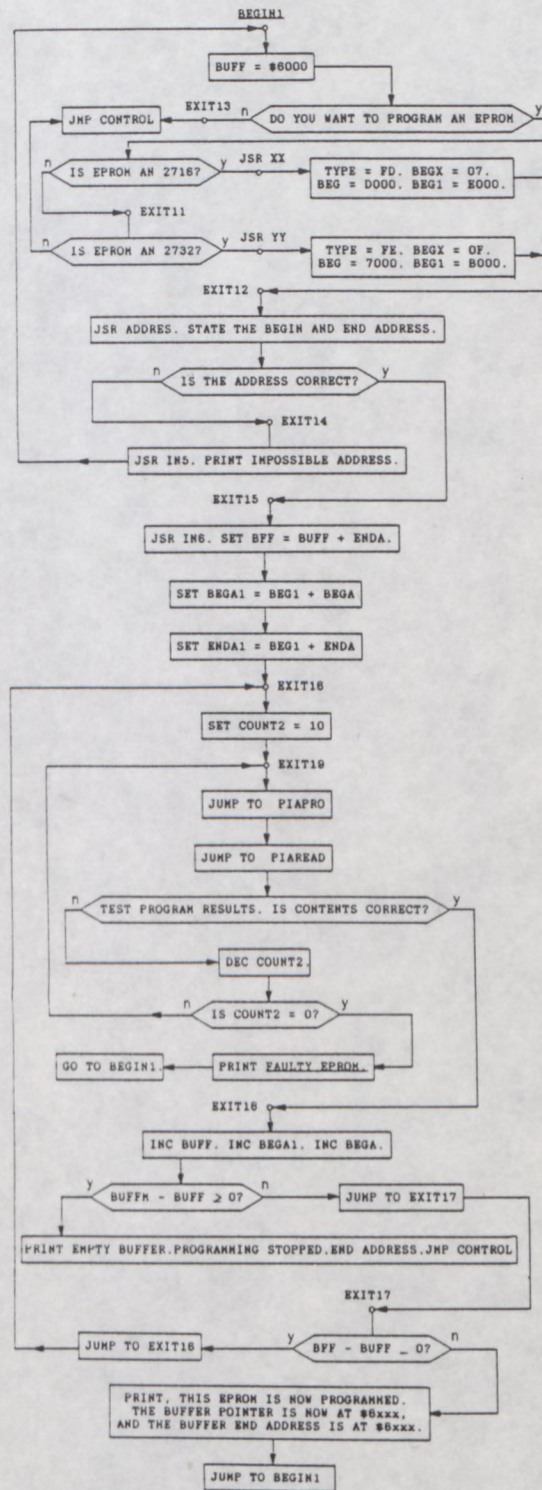 BEGIN1
BUFF = $6000
EXIT13
JMP CONTROL
n
DO YOU WANT TO PROGRAM AN EPROM
y
n
IS EPROM AN 2716?
y
JSR XX
TYPE = FD. BEGX = 07.
BEG = D000. BEG1 = E000.
EXIT11
n
IS EPROM AN 2732?
y
JSR YY
TYPE = FE. BEGX = 0F.
BEG = 7000. BEG1 = B000.
EXIT12
JSR ADDRES. STATE THE BEGIN AND END ADDRESS.
n
IS THE ADDRESS CORRECT?
y
EXIT14
JSR IN5. PRINT IMPOSSIBLE ADDRESS.
EXIT15
JSR IN6. SET BFF = BUFF + ENDA.
SET BEGA1 = BEG1 + BEGA
SET ENDA1 = BEG1 + ENDA
EXIT16
SET COUNT2 = 10
EXIT19
JUMP TO PIAPRO
JUMP TO PIAREAD
n
TEST PROGRAM RESULTS. IS CONTENTS CORRECT?
y
DEC COUNT2.
n
IS COUNT2 = 0?
y
GO TO BEGIN1.
PRINT FAULTY EPROM.
EXIT18
INC BUFF. INC BEGA1. INC BEGA.
y
BUFFM - BUFF ≥ 0?
n
JUMP TO EXIT17
PRINT EMPTY BUFFER.PROGRAMMING STOPPED.END ADDRESS.JMP CONTROL
EXIT17
JUMP TO EXIT16
y
BFF - BUFF _ 0?
n
PRINT, THIS EPROM IS NOW PROGRAMMED.
THE BUFFER POINTER IS NOW AT $6xxx,
AND THE BUFFER END ADDRESS IS AT $6xxx.
JUMP TO BEGIN1